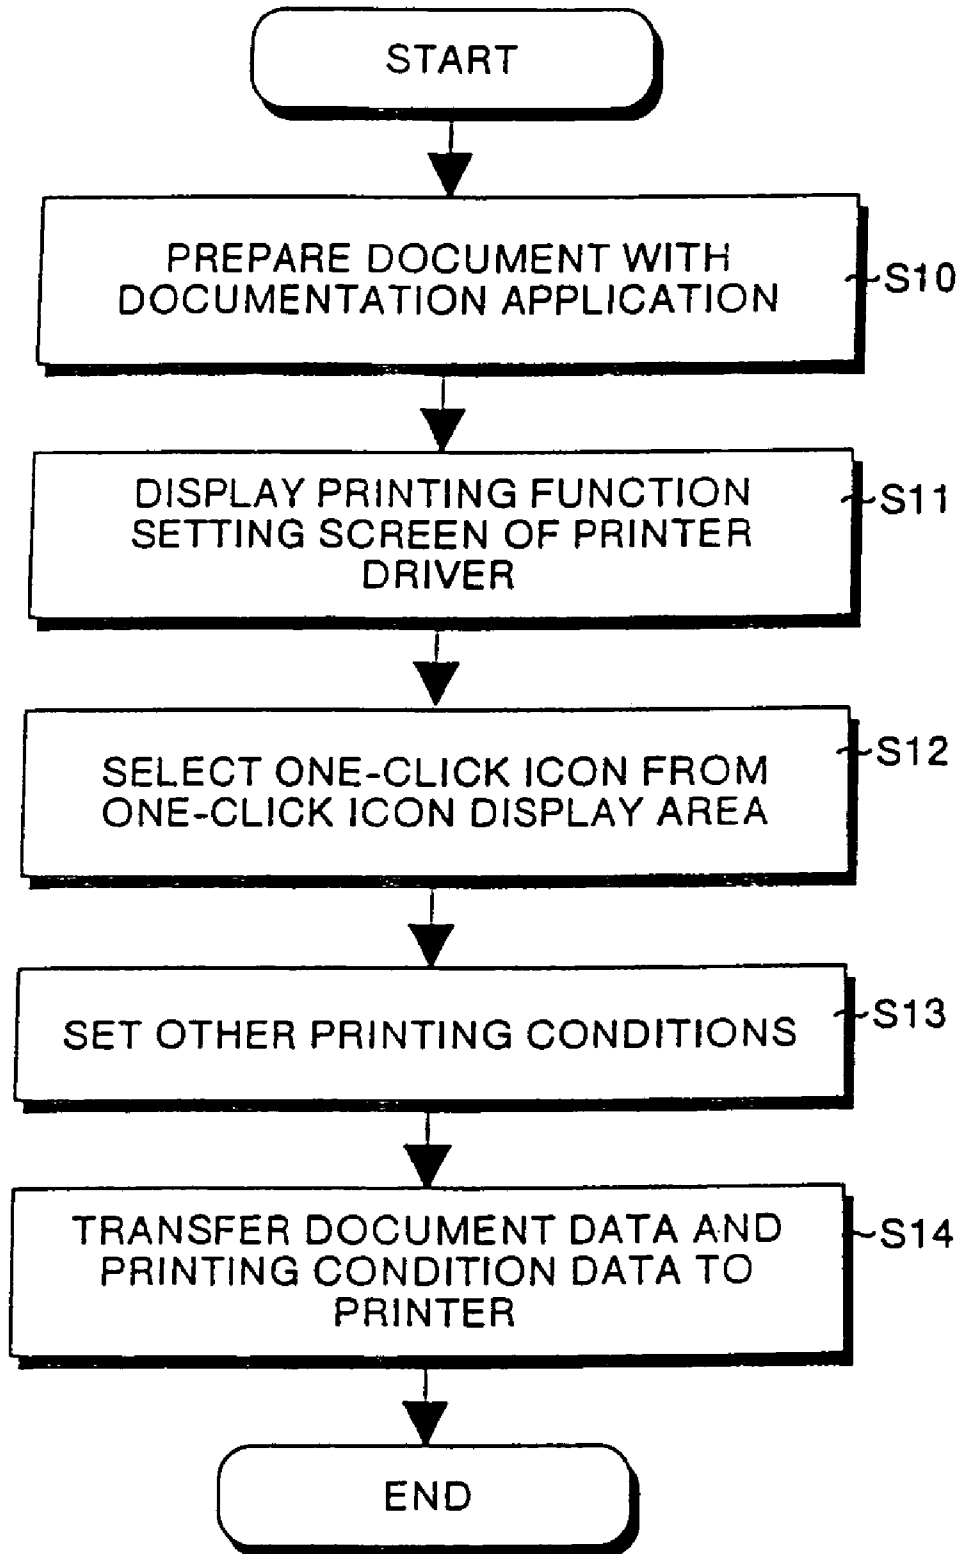 START
PREPARE DOCUMENT WITH
DOCUMENTATION APPLICATION
S10
DISPLAY PRINTING FUNCTION
SETTING SCREEN OF PRINTER
DRIVER
S11
SELECT ONE-CLICK ICON FROM
ONE-CLICK ICON DISPLAY AREA
S12
SET OTHER PRINTING CONDITIONS
S13
TRANSFER DOCUMENT DATA AND
PRINTING CONDITION DATA TO
PRINTER
S14
END